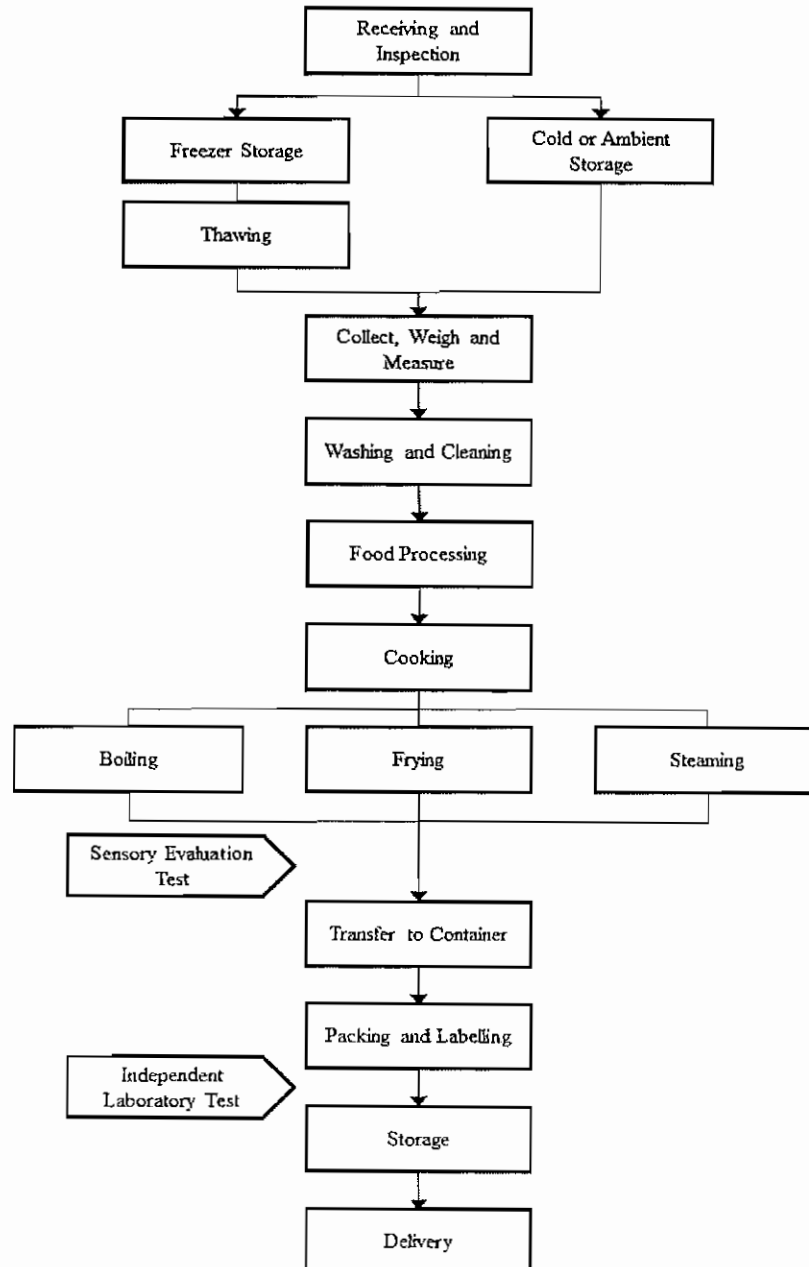 Receiving and
Inspection
Freezer Storage
Cold or Ambient
Storage
Thawing
Collect, Weigh and
Measure
Washing and Cleaning
Food Processing
Cooking
Boiling
Frying
Steaming
Sensory Evaluation
Test
Transfer to Container
Packing and Labelling
Independent
Laboratory Test
Storage
Delivery